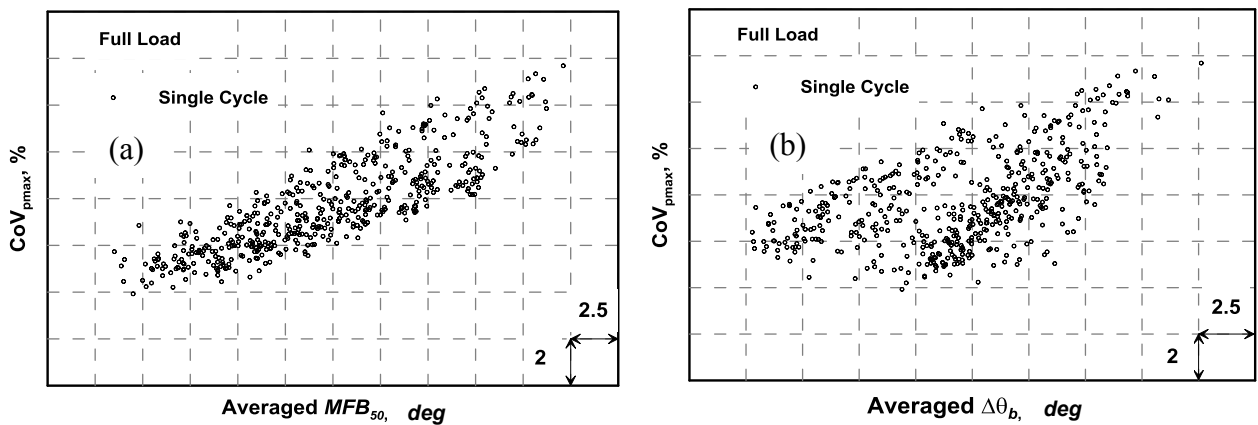 Full Load
Single Cycle
(a)
CoVpmax, %
2.5
2
Averaged MFB50, deg
Full Load
Single Cycle
(b)
CoVpmax, %
2.5
2
Averaged Δθb, deg